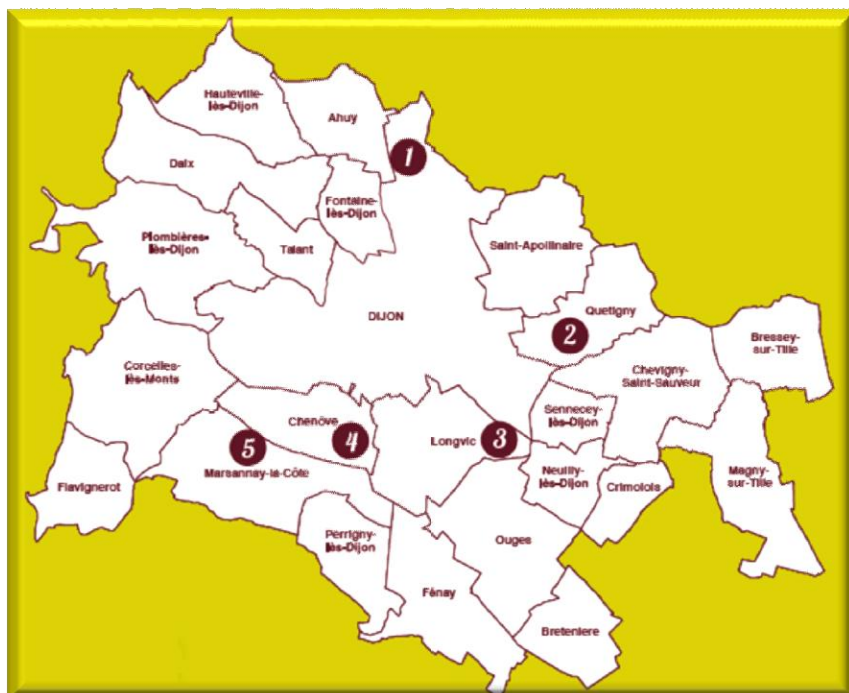 Hauteville-
lès-Dijon
Ahuy
1
Daix
Fontaine-
lès-Dijon
Plombières-
lès-Dijon
Talant
Saint-Apollinaire
Quetigny
DIJON
2
Bressey-
sur-Tille
Corcelles-
lès-Monts
Chevigny-
Saint-Sauveur
Chenôve
Sennecey-
lès-Dijon
5
4
Longvic
3
Marsannay-la-Côte
Flavignerot
Neuilly-
lès-Dijon
Crimolois
Magny-
sur-Tille
Perrigny-
lès-Dijon
Ouges
Fénay
Breteniere